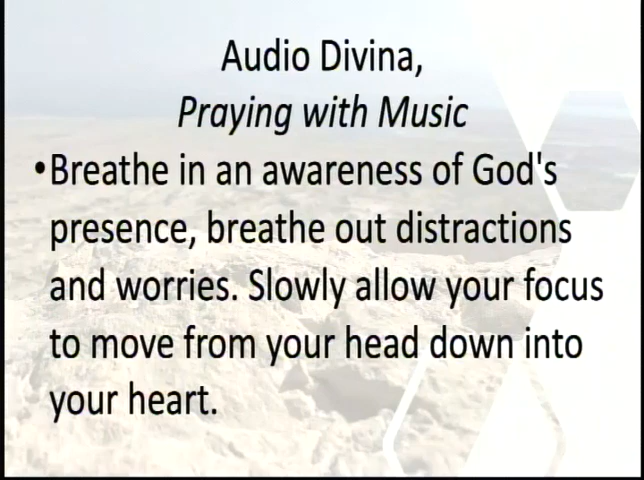 Audio Divina,
Praying with Music
•Breathe in an awareness of God's
presence, breathe out distractions
and worries. Slowly allow your focus
to move from your head down into
your heart.